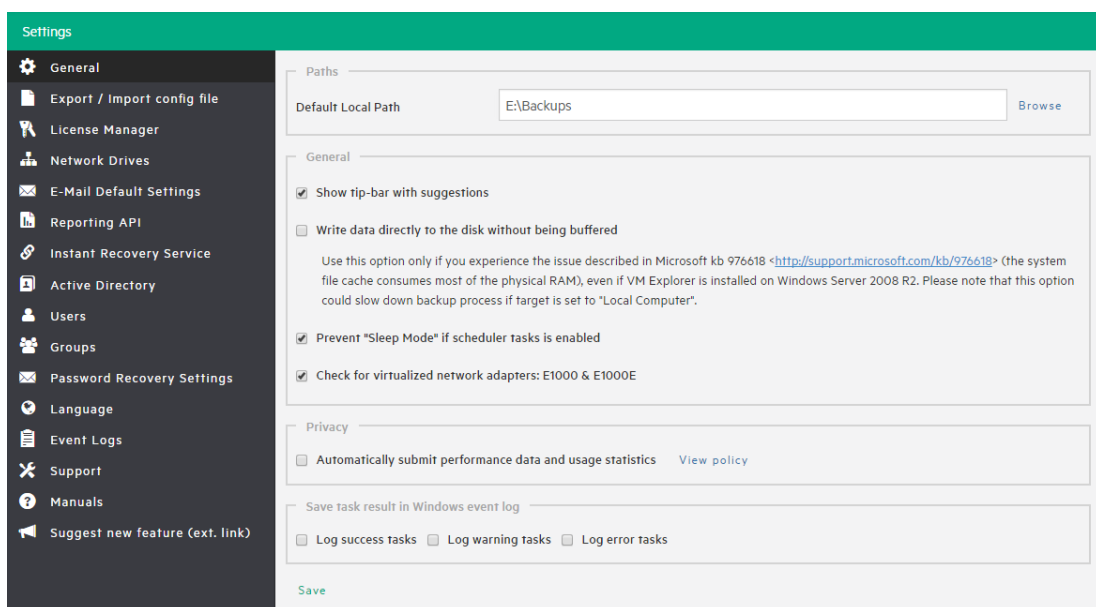 Settings
General
Export / Import config file
License Manager
Network Drives
E-Mail Default Settings
Reporting API
Instant Recovery Service
Active Directory
Users
Groups
Password Recovery Settings
Language
Event Logs
Support
Manuals
Suggest new feature (ext. link)
Paths
Default Local Path E:\Backups Browse
General
Show tip-bar with suggestions
Write data directly to the disk without being buffered
Use this option only if you experience the issue described in Microsoft kb 976618 <http://support.microsoft.com/kb/976618> (the system
file cache consumes most of the physical RAM), even if VM Explorer is installed on Windows Server 2008 R2. Please note that this option
could slow down backup process if target is set to "Local Computer".
Prevent "Sleep Mode" if scheduler tasks is enabled
Check for virtualized network adapters: E1000 & E1000E
Privacy
Automatically submit performance data and usage statistics View policy
Save task result in Windows event log
Log success tasks Log warning tasks Log error tasks
Save